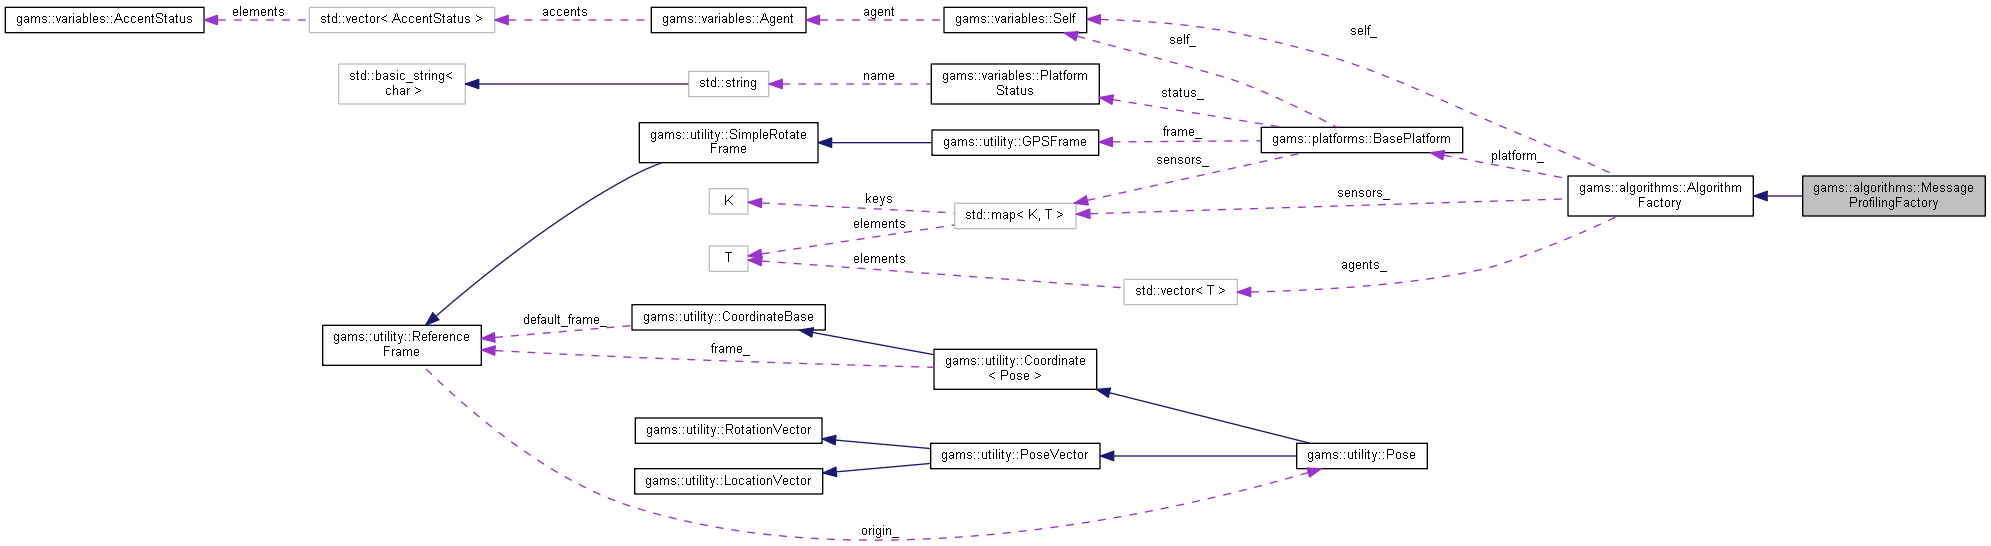 gams::variables::AccentStatus
elements
std::vector< AccentStatus >
accents
gams::variables::Agent
agent
gams::variables::Self
self_
self_
std::basic_string<
char >
std::string
name
gams::variables::Platform
Status
status_
gams::utility::SimpleRotate
Frame
gams::utility::GPSFrame
frame_
gams::platforms::BasePlatform
sensors_
platform_
K
keys
std::map< K, T >
sensors_
gams::algorithms::Algorithm
Factory
gams::algorithms::Message
ProfilingFactory
elements
T
elements
std::vector< T >
agents_
gams::utility::Reference
Frame
default_frame_
gams::utility::CoordinateBase
frame_
gams::utility::Coordinate
< Pose >
gams::utility::RotationVector
gams::utility::PoseVector
gams::utility::Pose
gams::utility::LocationVector
origin_